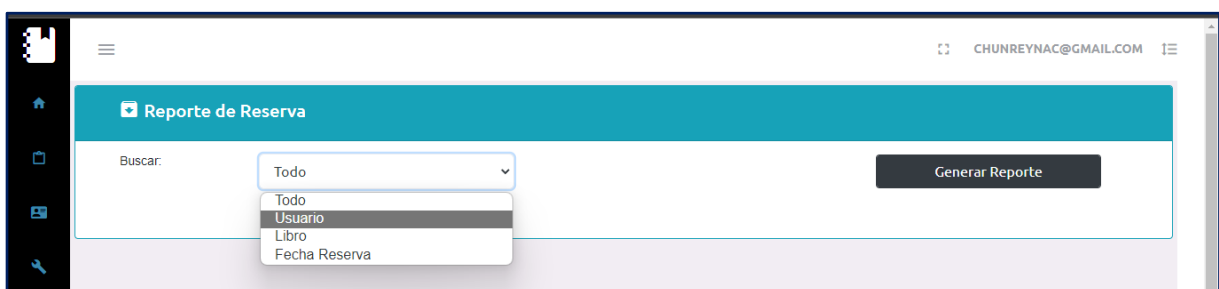 CHUNREYNAC@GMAIL.COM
Reporte de Reserva
Buscar:
Todo
Generar Reporte
Todo
Usuario
Libro
Fecha Reserva